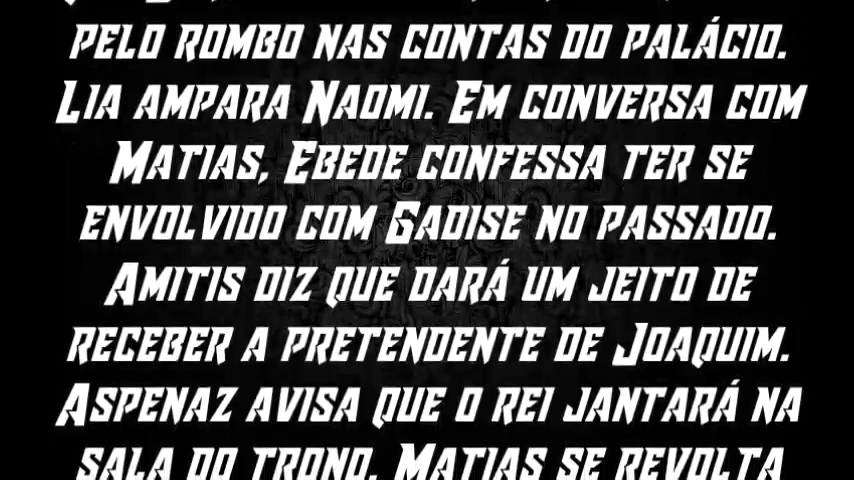 PELO ROMBO NAS CONTAS DO PALÁCIO.
LIA AMPARA NAOMI. EM CONVERSA COM
MATIAS, EBEDE CONFESSA TER SE
ENVOLVIDO COM GADISE NO PASSADO.
AMITIS DIZ QUE DARÁ UM JEITO DE
RECEBER A PRETENDENTE DE JOAQUIM.
ASPENAZ AVISA QUE O REI JANTARÁ NA
SALA DO TRONO. MATIAS SE REVOLTA